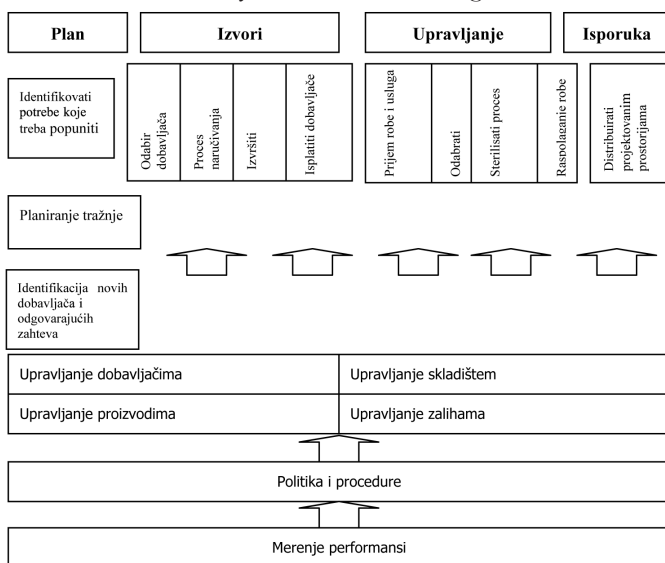 Plan
Izvori
Upravljanje
Isporuka
Identifikovati
potrebe koje
treba popuniti
Odabir
dobavljača
Proces
naručivanja
Izvršiti
Isplatiti dobavljače
Prijem robe i usluga
Odabrati
Sterilisati proces
Raspolaganje robe
Distribuirati
projektovanim
prostorijama
Planiranje tražnje
Identifikacija novih
dobavljača i
odgovarajućih
zahteva
Upravljanje dobavljačima
Upravljanje skladištem
Upravljanje proizvodima
Upravljanje zalihama
Politika i procedure
Merenje performansi